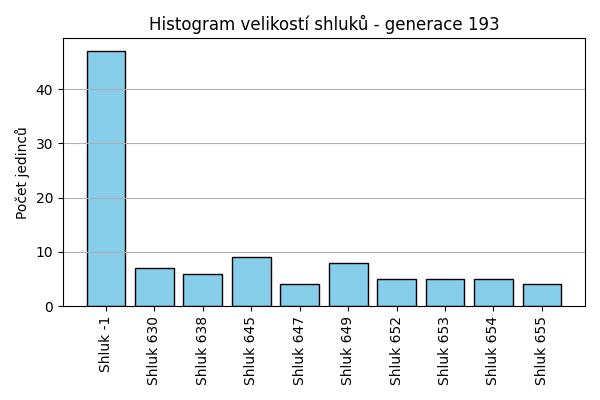 Histogram velikostí shluků - generace 193
Počet jedinců
40
30
20
10
0
Shluk -1
Shluk 630
Shluk 638
Shluk 645
Shluk 647
Shluk 649
Shluk 652
Shluk 653
Shluk 654
Shluk 655